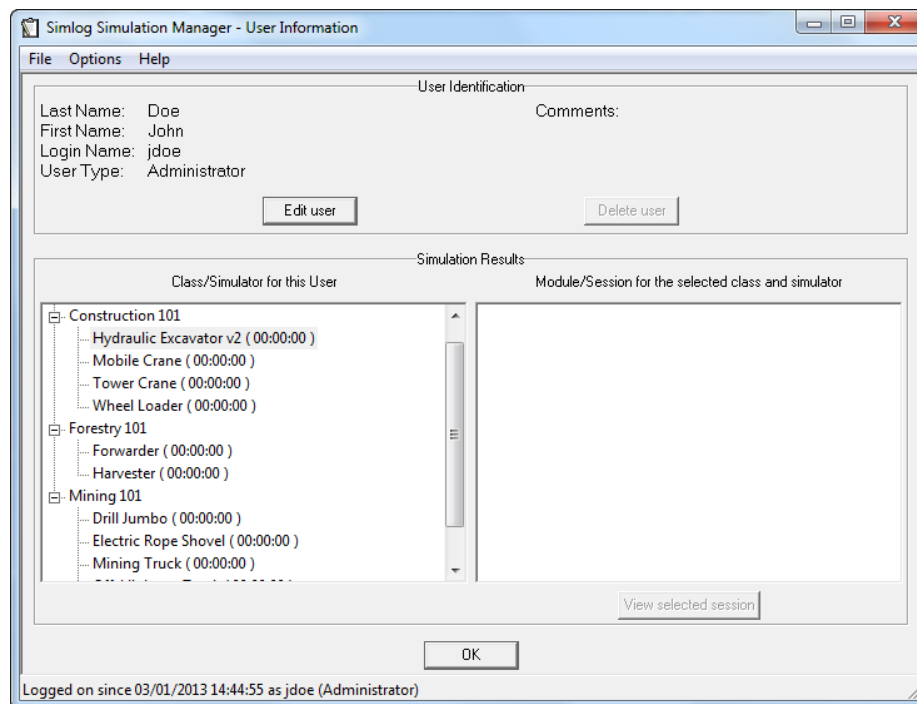 Simlog Simulation Manager - User Information
File Options Help
User Identification
Last Name: Doe
Comments:
First Name: John
Login Name: jdoe
User Type: Administrator
Edit user
Delete user
Simulation Results
Class/Simulator for this User
Module/Session for the selected class and simulator
Construction 101
Hydraulic Excavator v2 ( 00:00:00 )
Mobile Crane ( 00:00:00 )
Tower Crane ( 00:00:00 )
Wheel Loader ( 00:00:00 )
Forestry 101
Forwarder ( 00:00:00 )
Harvester ( 00:00:00 )
Mining 101
Drill Jumbo ( 00:00:00 )
Electric Rope Shovel ( 00:00:00 )
Mining Truck ( 00:00:00 )
View selected session
OK
Logged on since 03/01/2013 14:44:55 as jdoe (Administrator)